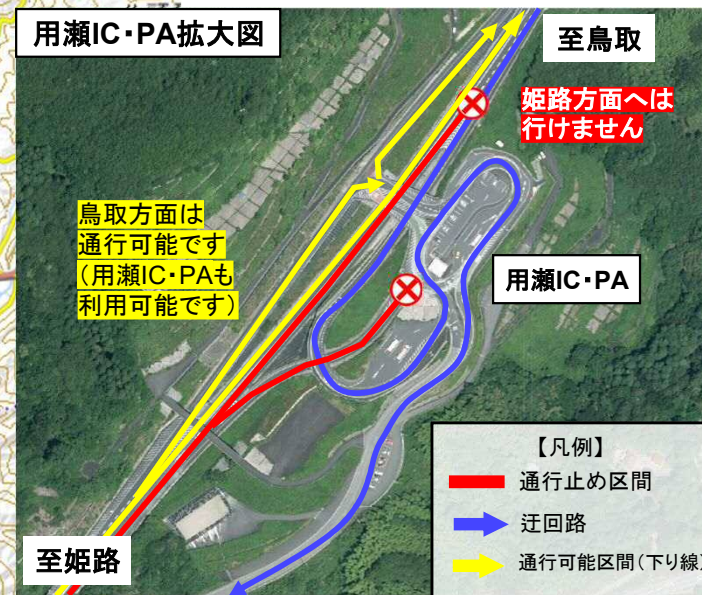 用瀬IC・PA拡大図
至鳥取
姫路方面へは
行けません
鳥取方面は
通行可能です
(用瀬IC・PAも
利用可能です)
用瀬IC・PA
【凡例】
通行止め区間
迂回路
通行可能区間(下り線)
至姫路